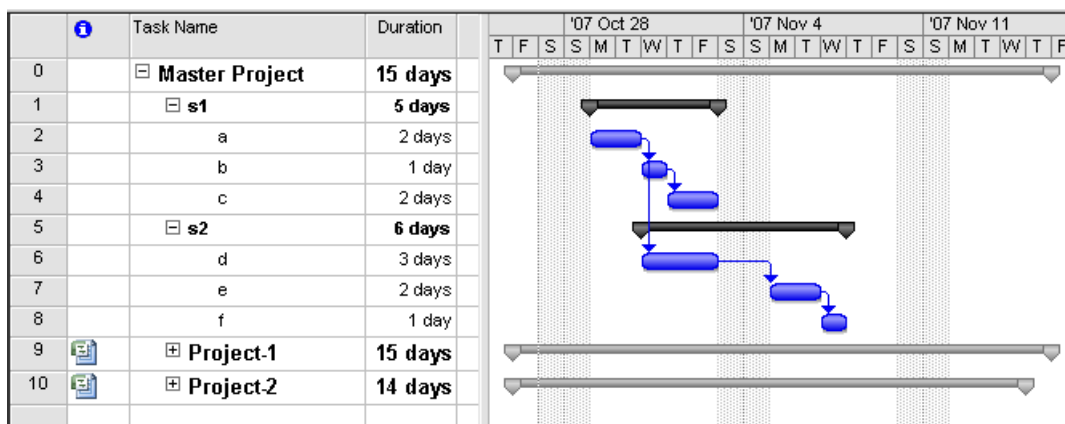 Task Name Duration '07 Oct 28 '07 Nov 4 '07 Nov 11
T F S S M T W T F S S M T W T F S S M T W T F
0 Master Project 15 days
1 s1 5 days
2 a 2 days
3 b 1 day
4 c 2 days
5 s2 6 days
6 d 3 days
7 e 2 days
8 f 1 day
9 Project-1 15 days
10 Project-2 14 days